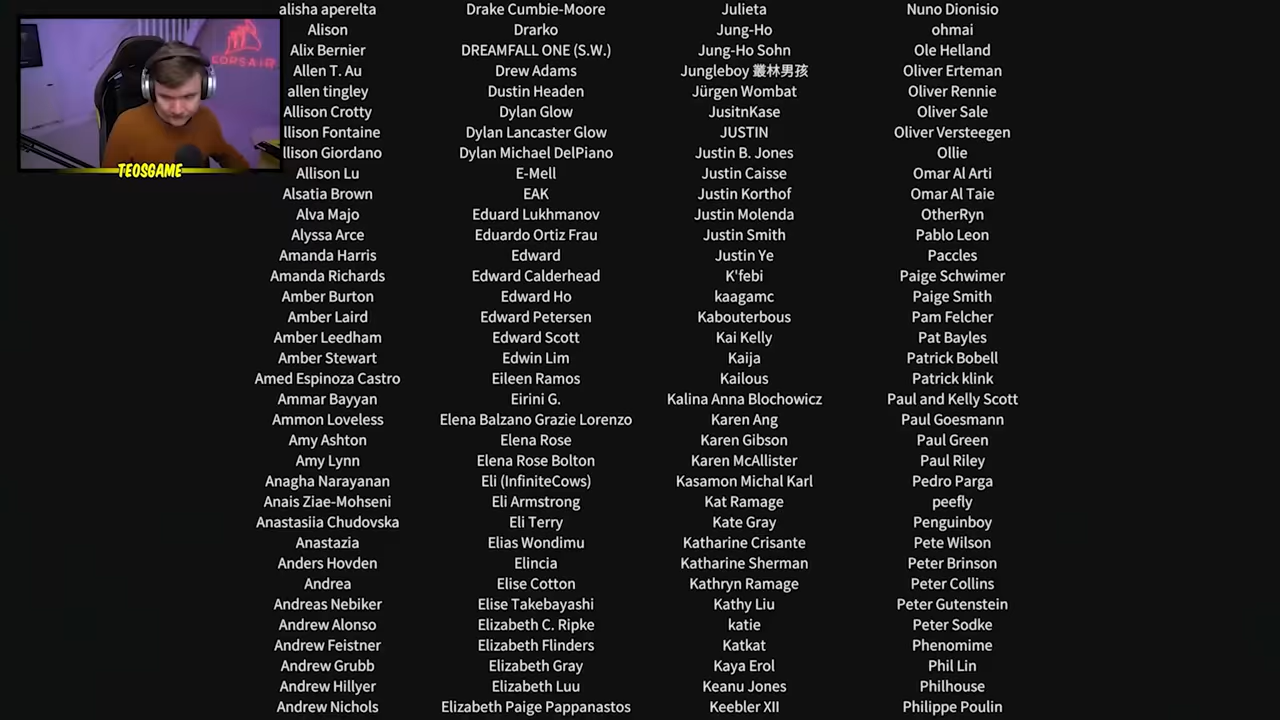 alisha aperelta
Alison
Alix Bernier
Allen T. Au
allen tingley
Allison Crotty
llison Fontaine
llison Giordano
Allison Lu
Alsatia Brown
Alva Majo
Alyssa Arce
Amanda Harris
Amanda Richards
Amber Burton
Amber Laird
Amber Leedham
Amber Stewart
Amed Espinoza Castro
Ammar Bayyan
Ammon Loveless
Amy Ashton
Amy Lynn
Anagha Narayanan
Anais Ziae-Mohseni
Anastasiia Chudovska
Anastazia
Anders Hovden
Andrea
Andreas Nebiker
Andrew Alonso
Andrew Feistner
Andrew Grubb
Andrew Hillyer
Andrew Nichols
Drake Cumbie-Moore
Drarko
DREAMFALL ONE (S.W.)
Drew Adams
Dustin Headen
Dylan Glow
Dylan Lancaster Glow
Dylan Michael DelPiano
E-Mell
EAK
Eduard Lukhmanov
Eduardo Ortiz Frau
Edward
Edward Calderhead
Edward Ho
Edward Petersen
Edward Scott
Edwin Lim
Eileen Ramos
Eirini G.
Elena Balzano Grazie Lorenzo
Elena Rose
Elena Rose Bolton
Eli (InfiniteCows)
Eli Armstrong
Eli Terry
Elias Wondimu
Elincia
Elise Cotton
Elise Takebayashi
Elizabeth C. Ripke
Elizabeth Flinders
Elizabeth Gray
Elizabeth Luu
Elizabeth Paige Pappanastos
Julieta
Jung-Ho
Jung-Ho Sohn
Jungleboy 叢林男孩
Jürgen Wombat
JusitnKase
JUSTIN
Justin B. Jones
Justin Caisse
Justin Korthof
Justin Molenda
Justin Smith
Justin Ye
K'febi
kaagamc
Kabouterbous
Kai Kelly
Kaija
Kailous
Kalina Anna Blochowicz
Karen Ang
Karen Gibson
Karen McAllister
Kasamon Michal Karl
Kat Ramage
Kate Gray
Katharine Crisante
Katharine Sherman
Kathryn Ramage
Kathy Liu
katie
Katkat
Kaya Erol
Keanu Jones
Keebler XII
Nuno Dionisio
ohmai
Ole Helland
Oliver Erteman
Oliver Rennie
Oliver Sale
Oliver Versteegen
Ollie
Omar Al Arti
Omar Al Taie
OtherRyn
Pablo Leon
Paccles
Paige Schwimer
Paige Smith
Pam Felcher
Pat Bayles
Patrick Bobell
Patrick klink
Paul and Kelly Scott
Paul Goesmann
Paul Green
Paul Riley
Pedro Parga
peefly
Penguinboy
Pete Wilson
Peter Brinson
Peter Collins
Peter Gutenstein
Peter Sodke
Phenomime
Phil Lin
Philhouse
Philippe Poulin
CORSAIR
TEOSGAME